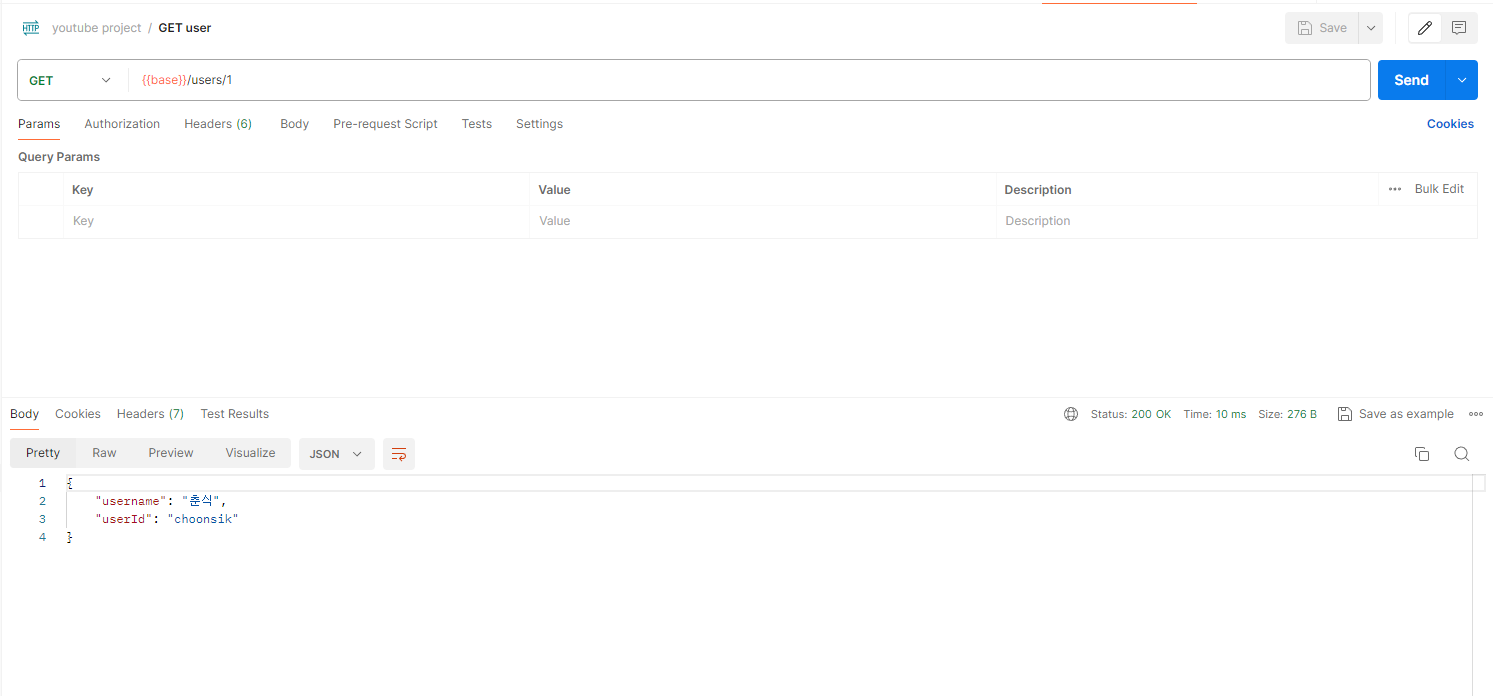 HTTP youtube project / GET user Save
GET {{base}}/users/1 Send
Params Authorization Headers (6) Body Pre-request Script Tests Settings Cookies
Query Params
Key Value Description ••• Bulk Edit
Key Value Description
Body Cookies Headers (7) Test Results Status: 200 OK Time: 10 ms Size: 276 B Save as example
Pretty Raw Preview Visualize JSON
1 {
2 "username": "춘식",
3 "userId": "choonsik"
4 }